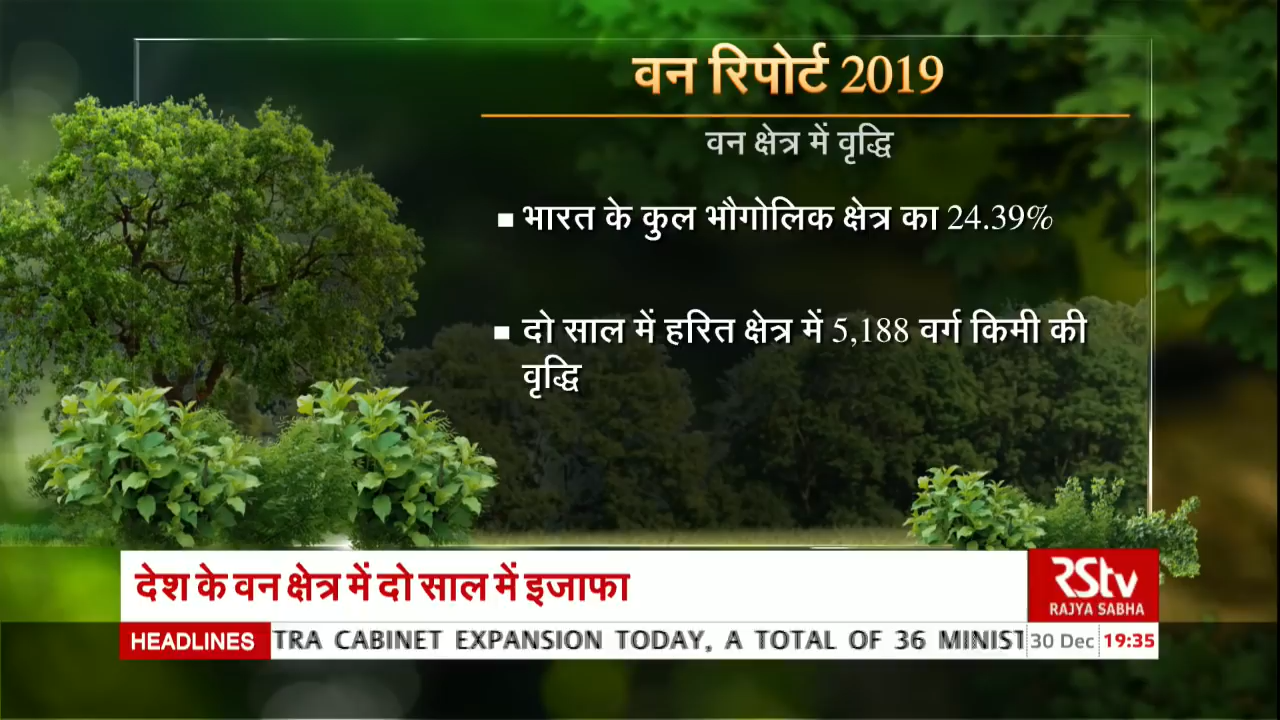 वन रिपोर्ट 2019
वन क्षेत्र में वृद्धि
▪ भारत के कुल भौगोलिक क्षेत्र का 24.39%
▪ दो साल में हरित क्षेत्र में 5,188 वर्ग किमी की
वृद्धि
देश के वन क्षेत्र में दो साल में इजाफा
RStv
RAJYA SABHA
HEADLINES TRA CABINET EXPANSION TODAY, A TOTAL OF 36 MINIST 30 Dec 19:35